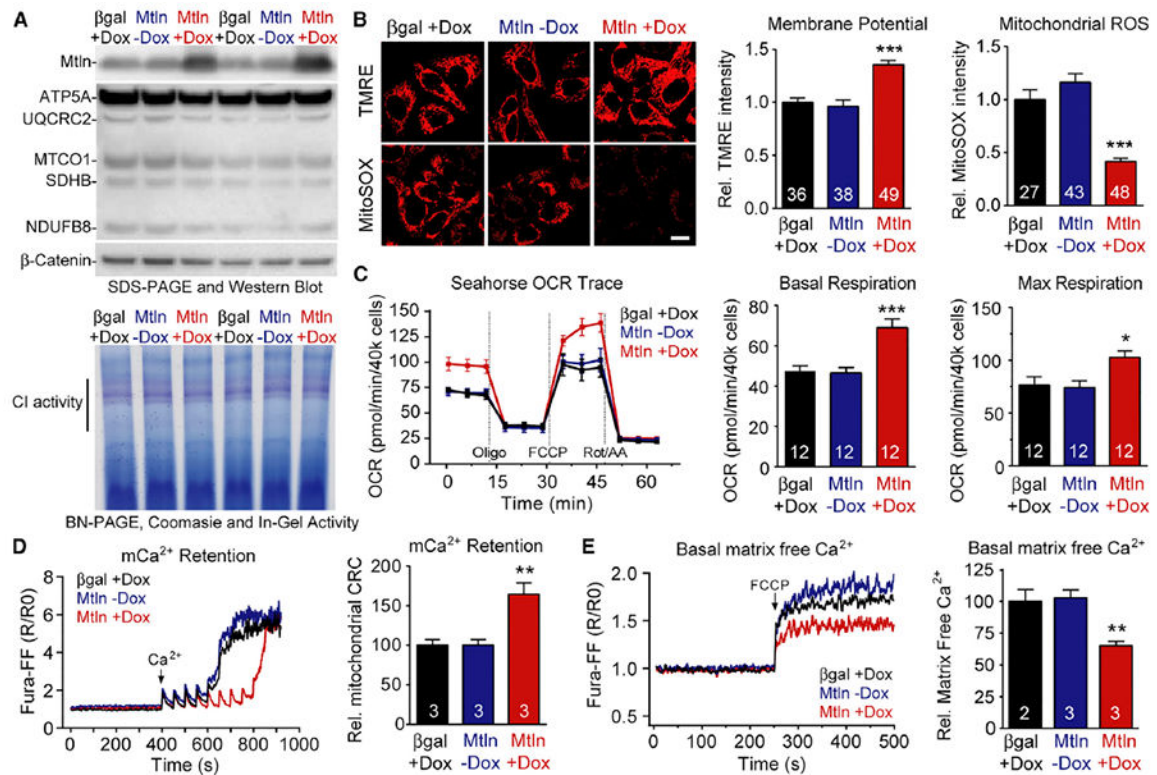 A
βgal Mtln Mtln βgal Mtln Mtln
+Dox -Dox +Dox +Dox -Dox +Dox
Mtln
ATP5A
UQCRC2
MTCO1
SDHB
NDUFB8
β-Catenin
SDS-PAGE and Western Blot
βgal Mtln Mtln βgal Mtln Mtln
+Dox -Dox +Dox +Dox -Dox +Dox
CI activity
BN-PAGE, Coomasie and In-Gel Activity
B
βgal +Dox Mtln -Dox Mtln +Dox
TMRE
MitoSOX
Membrane Potential
Rel. TMRE intensity
1.5
1.0
0.5
0.0
***
36 38 49
βgal Mtln Mtln
+Dox -Dox +Dox
Mitochondrial ROS
Rel. MitoSOX intensity
1.5
1.0
0.5
0.0
***
27 43 48
βgal Mtln Mtln
+Dox -Dox +Dox
C
Seahorse OCR Trace
OCR (pmol/min/40k cells)
150
125
100
75
50
25
0
βgal +Dox
Mtln -Dox
Mtln +Dox
Oligo FCCP Rot/AA
0 15 30 45 60
Time (min)
Basal Respiration
OCR (pmol/min/40k cells)
80
60
40
20
0
***
12 12 12
βgal Mtln Mtln
+Dox -Dox +Dox
Max Respiration
OCR (pmol/min/40k cells)
150
125
100
75
50
25
0
*
12 12 12
βgal Mtln Mtln
+Dox -Dox +Dox
D
mCa²⁺ Retention
Fura-FF (R/R0)
8
6
4
2
0
βgal +Dox
Mtln -Dox
Mtln +Dox
Ca²⁺
0 200 400 600 800 1000
Time (s)
mCa²⁺ Retention
Rel. mitochondrial CRC
200
150
100
50
0
**
3 3 3
βgal Mtln Mtln
+Dox -Dox +Dox
E
Basal matrix free Ca²⁺
Fura-FF (R/R0)
2.0
1.5
1.0
0.5
FCCP
βgal +Dox
Mtln -Dox
Mtln +Dox
0 100 200 300 400 500
Time (s)
Basal matrix free Ca²⁺
Rel. Matrix Free Ca²⁺
125
100
75
50
25
0
**
2 3 3
βgal Mtln Mtln
+Dox -Dox +Dox